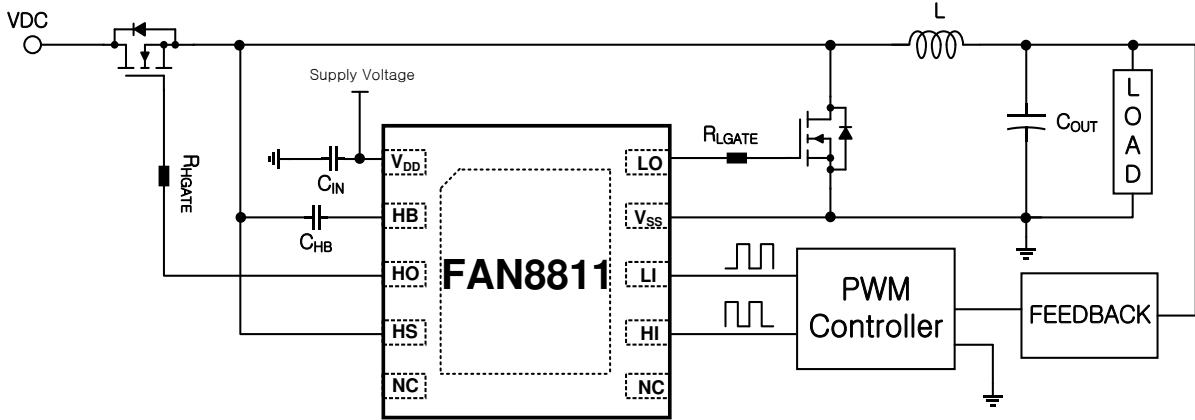 VDC
L
Supply Voltage
RHGATE
CIN
CHB
VDD
HB
HO
HS
NC
FAN8811
LO
VSS
LI
HI
NC
RLGATE
COUT
LOAD
PWM
Controller
FEEDBACK